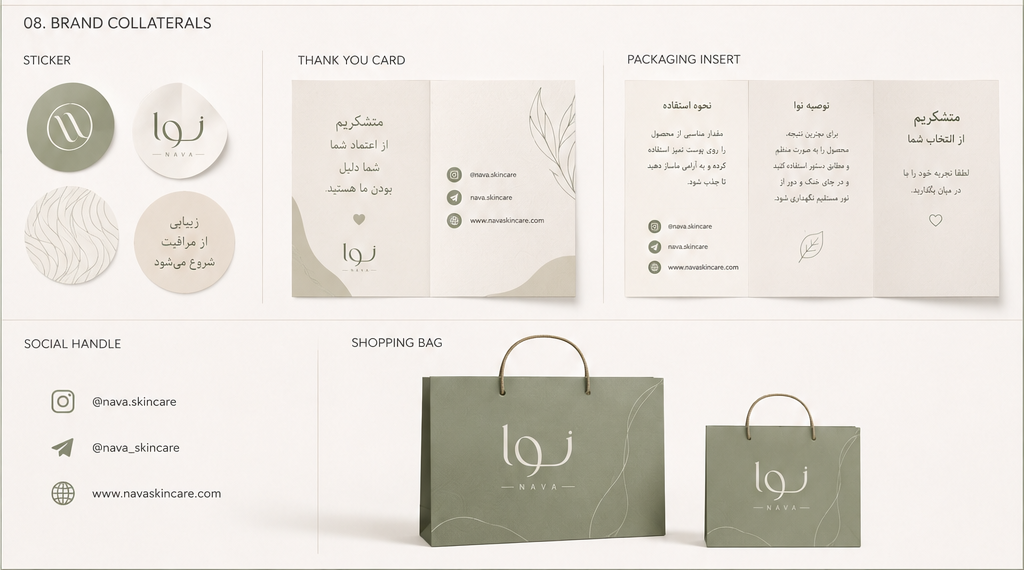 08. BRAND COLLATERALS
STICKER
نوا
NAVA
زیبایی
از مراقبت
شروع می‌شود
THANK YOU CARD
متشکریم
از اعتماد شما
شما دلیل
بودن ما هستید.
نوا
NAVA
@nava.skincare
nava.skincare
www.navaskincare.com
PACKAGING INSERT
نحوه استفاده
مقدار مناسبی از محصول
را روی پوست تمیز استفاده
کرده و به آرامی ماساژ دهید
تا جذب شود.
@nava.skincare
nava.skincare
www.navaskincare.com
توصیه نوا
برای بهترین نتیجه،
محصول را به صورت منظم
و مطابق دستور استفاده کنید
و در جای خنک و دور از
نور مستقیم نگهداری شود.
متشکریم
از التخاب شما
لطفا تجربه خود را با
در میان بگذارید.
SOCIAL HANDLE
@nava.skincare
@nava_skincare
www.navaskincare.com
SHOPPING BAG
نوا
NAVA
نوا
NAVA